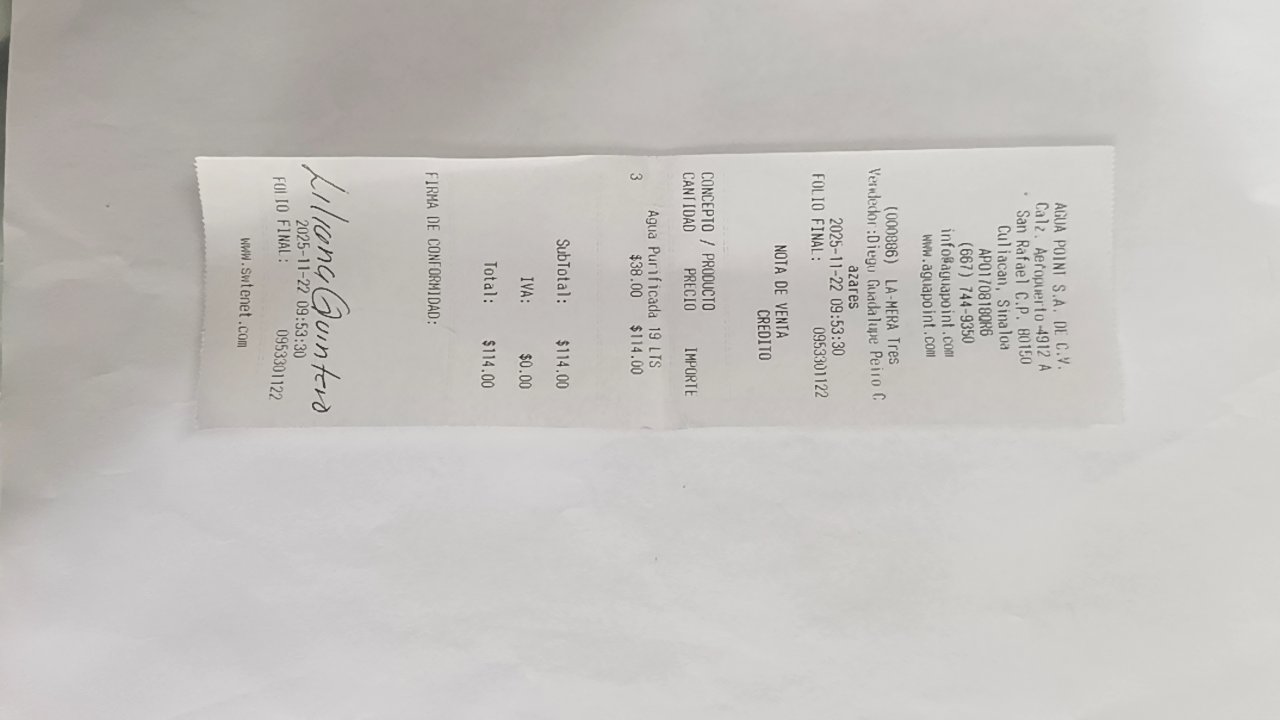 AGUA POINT S.A. DE C.V.
Calz. Aeropuerto 4912 A
San Rafael C.P. 80150
Culiacan, Sinaloa
APO170818QR6
(667) 744-9350
info@aguapoint.com
www.aguapoint.com
(000886) LA-MERA Tres
Vendedor:Diego Guadalupe Peiro C
azares
2025-11-22 09:53:30
FOLIO FINAL: 0953301122
NOTA DE VENTA
CREDITO
CONCEPTO / PRODUCTO
CANTIDAD PRECIO IMPORTE
Agua Purificada 19 LTS
3 $38.00 $114.00
SubTotal: $114.00
IVA: $0.00
Total: $114.00
FIRMA DE CONFORMIDAD:
Liliana Quintero
2025-11-22 09:53:30
FOLIO FINAL: 0953301122
www.swtenet.com